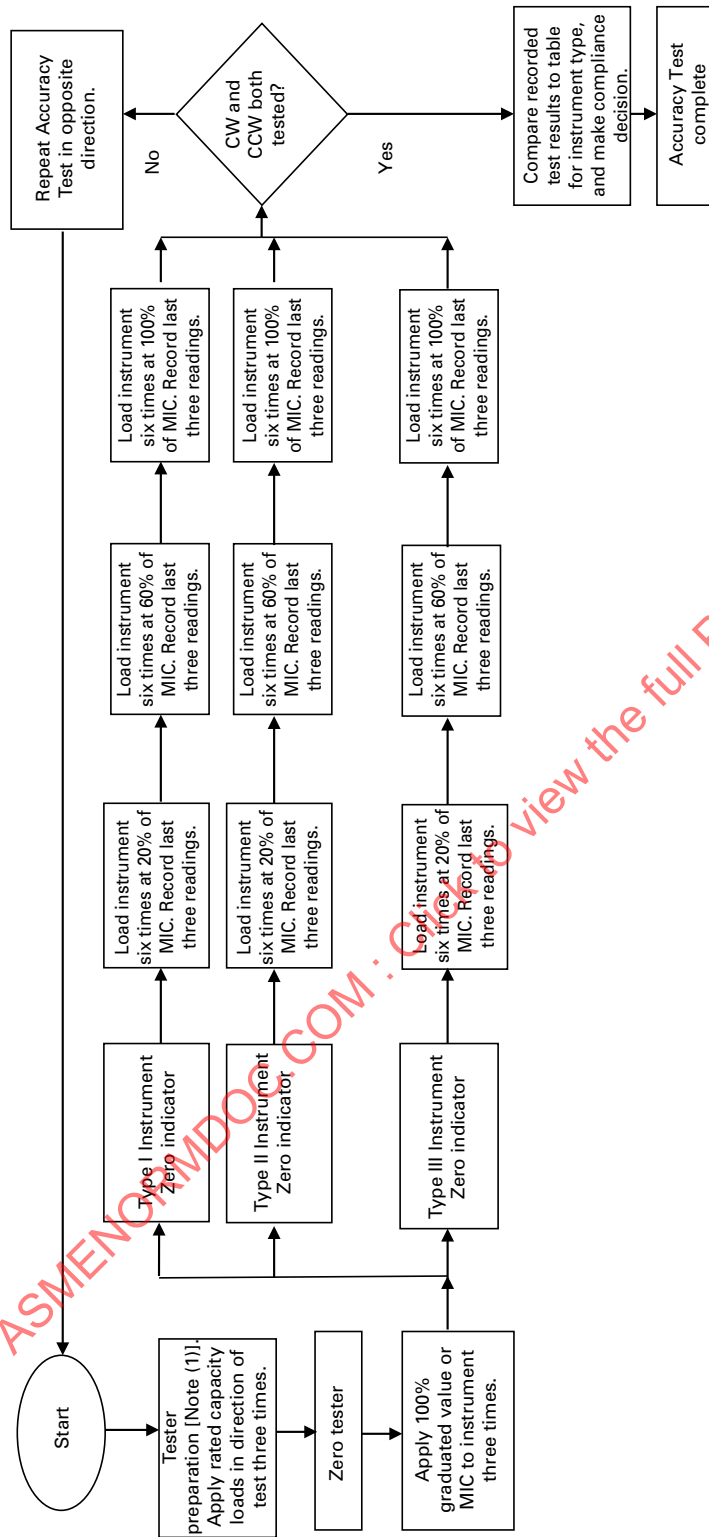 Start
Tester
preparation [Note (1)].
Apply rated capacity
loads in direction of
test three times.
Zero tester
Apply 100%
graduated value or
MIC to instrument
three times.
Type I Instrument
Zero indicator
Load instrument
six times at 20% of
MIC. Record last
three readings.
Load instrument
six times at 60% of
MIC. Record last
three readings.
Load instrument
six times at 100%
of MIC. Record last
three readings.
Type II Instrument
Zero indicator
Load instrument
six times at 20% of
MIC. Record last
three readings.
Load instrument
six times at 60% of
MIC. Record last
three readings.
Load instrument
six times at 100%
of MIC. Record last
three readings.
Type III Instrument
Zero indicator
Load instrument
six times at 20% of
MIC. Record last
three readings.
Load instrument
six times at 60% of
MIC. Record last
three readings.
Load instrument
six times at 100%
of MIC. Record last
three readings.
CW and
CCW both
tested?
No
Repeat Accuracy
Test in opposite
direction.
Yes
Compare recorded
test results to table
for instrument type,
and make compliance
decision.
Accuracy Test
complete
ASMENORMDOC.COM : Click to view the full